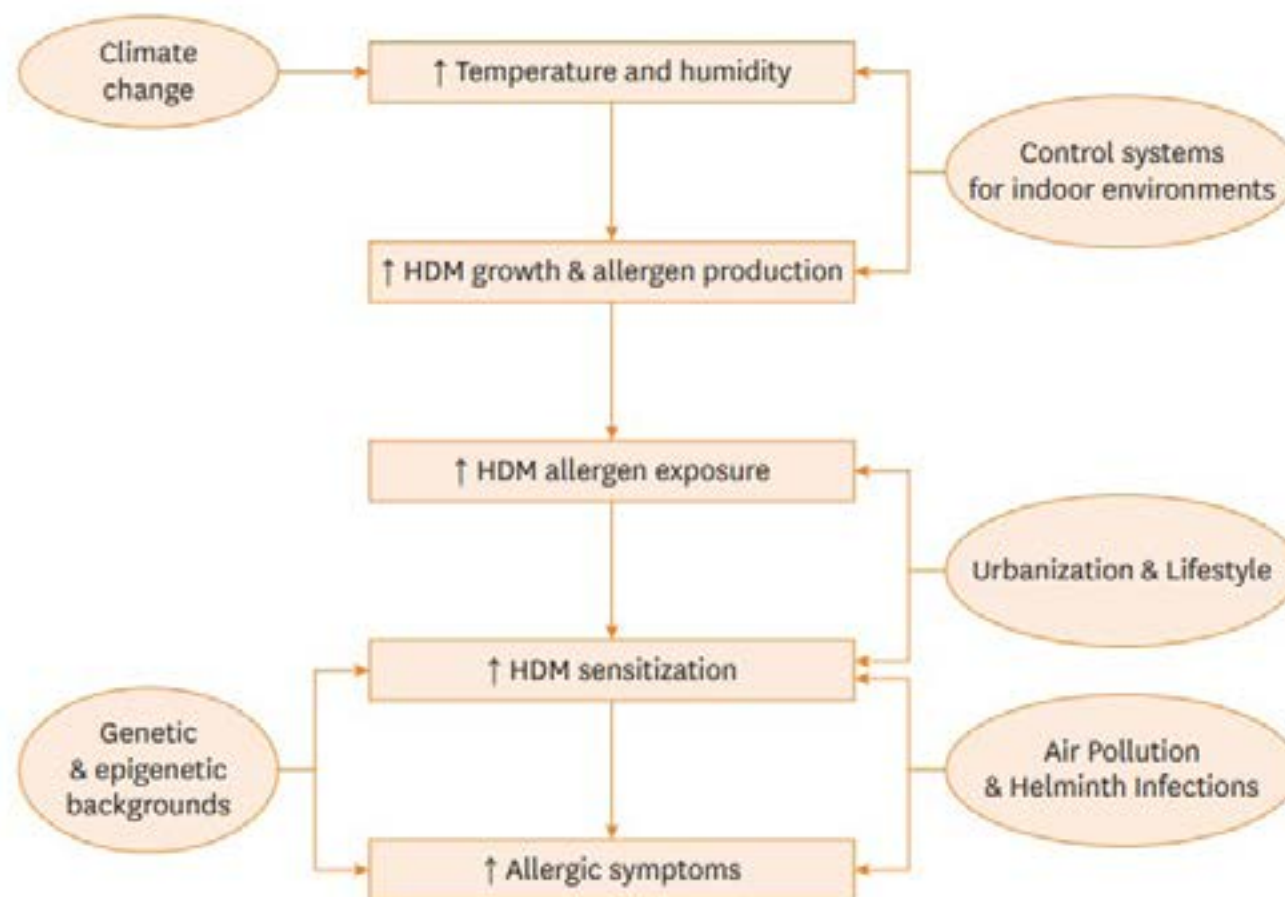 Climate
change
↑ Temperature and humidity
Control systems
for indoor environments
↑ HDM growth & allergen production
↑ HDM allergen exposure
Urbanization & Lifestyle
↑ HDM sensitization
Genetic
& epigenetic
backgrounds
Air Pollution
& Helminth Infections
↑ Allergic symptoms